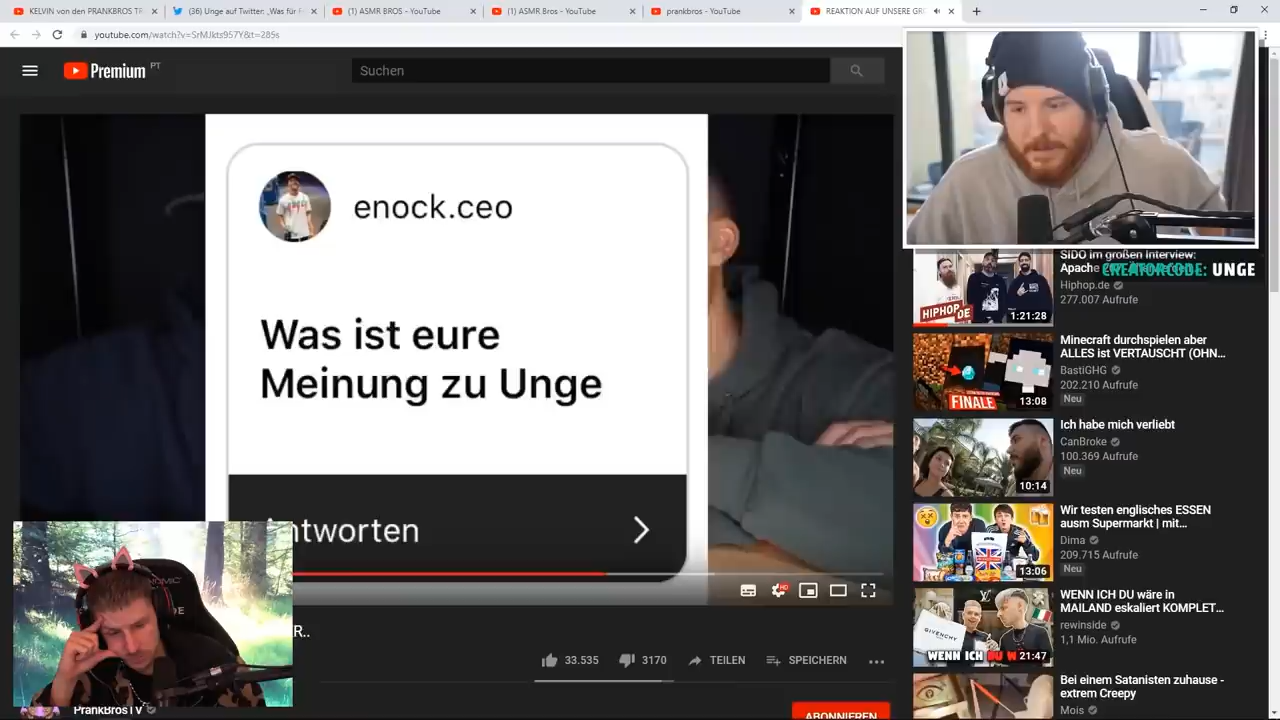 KELVIN von den PRANKBROS TR
(36) Unge auf Twitter: „Was für
(1) ASMR BROS - YouTube
(1) ASMR.Bros - YouTube
prankbros - YouTube
REAKTION AUF UNSERE GR
youtube.com/watch?v=SrMJkts957Y&t=285s
Premium PT
Suchen
enock.ceo
Was ist eure
Meinung zu Unge
ntworten
HD
R..
33.535
3170
TEILEN
SPEICHERN
PrankBrosTV
ABONNIEREN
CREATORCODE: UNGE
SIDO im großen Interview:
Apache
Hiphop.de
277.007 Aufrufe
HIPHOP.DE
1:21:28
Minecraft durchspielen aber
ALLES ist VERTAUSCHT (OHN...
BastiGHG
202.210 Aufrufe
Neu
FINALE
13:08
Ich habe mich verliebt
CanBroke
100.369 Aufrufe
Neu
10:14
Wir testen englisches ESSEN
ausm Supermarkt | mit...
Dima
209.715 Aufrufe
Neu
13:06
WENN ICH DU wäre in
MAILAND eskaliert KOMPLET...
rewinside
1,1 Mio. Aufrufe
GIVENCHY
WENN ICH DU W
21:47
Bei einem Satanisten zuhause -
extrem Creepy
Mois